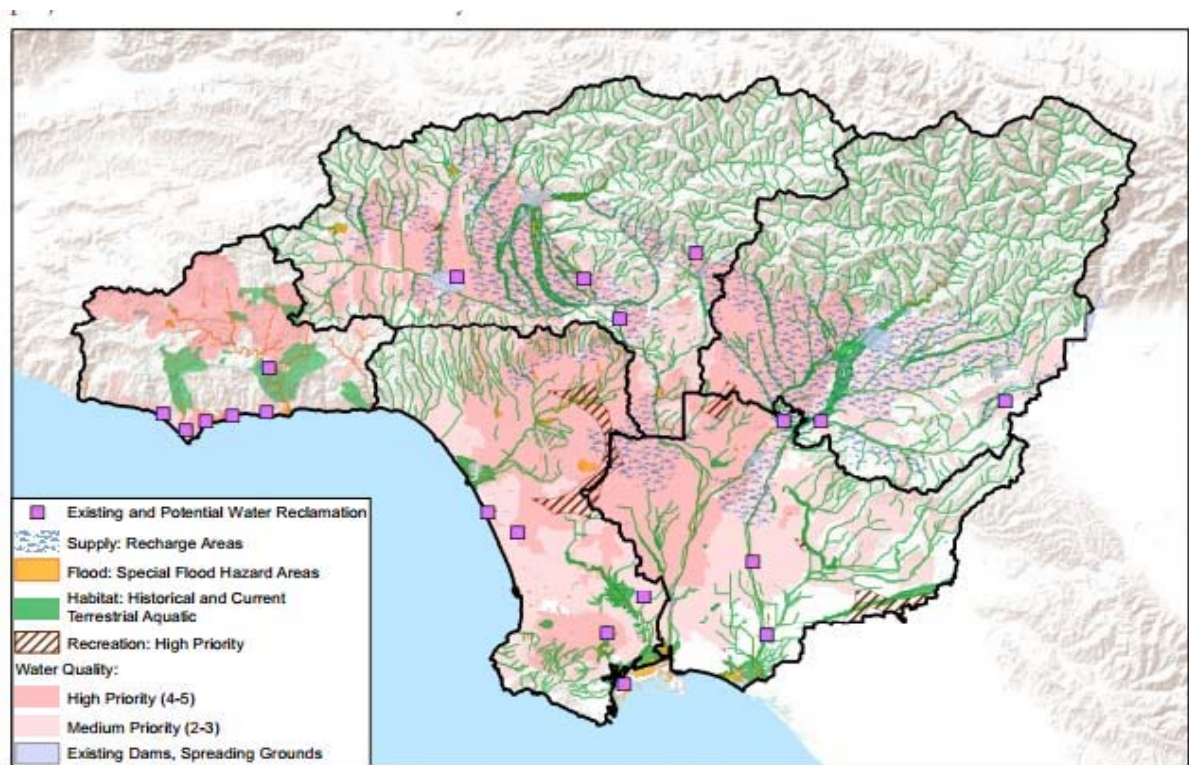 Existing and Potential Water Reclamation
Supply: Recharge Areas
Flood: Special Flood Hazard Areas
Habitat: Historical and Current
Terrestrial Aquatic
Recreation: High Priority
Water Quality:
High Priority (4-5)
Medium Priority (2-3)
Existing Dams, Spreading Grounds